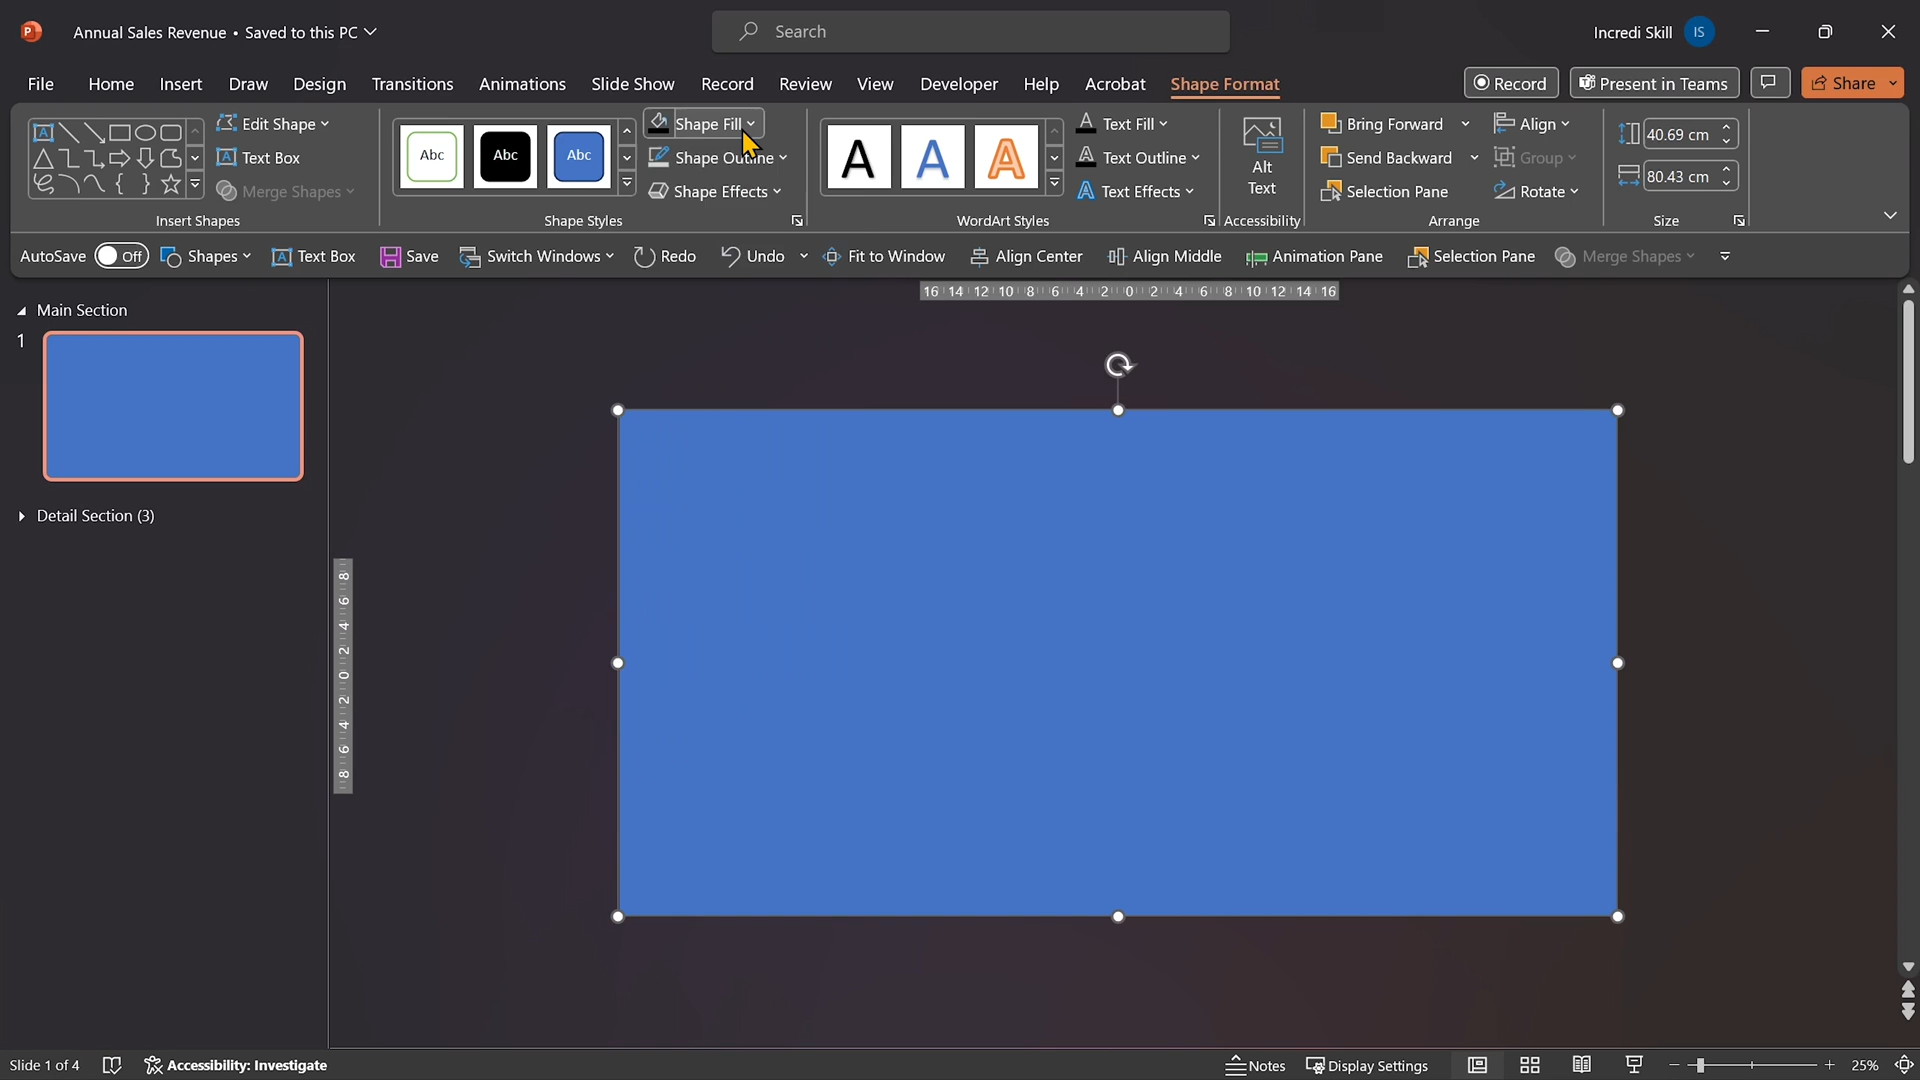 Annual Sales Revenue • Saved to this PC
Search
Incredi Skill IS
File Home Insert Draw Design Transitions Animations Slide Show Record Review View Developer Help Acrobat Shape Format
Record Present in Teams Share
Edit Shape
Text Box
Merge Shapes
Insert Shapes
Abc Abc Abc
Shape Fill
Shape Outline
Shape Effects
Shape Styles
A A A
Text Fill
Text Outline
Text Effects
WordArt Styles
Alt
Text
Accessibility
Bring Forward Align
Send Backward Group
Selection Pane Rotate
Arrange
40.69 cm
80.43 cm
Size
AutoSave Off Shapes Text Box Save Switch Windows Redo Undo Fit to Window Align Center Align Middle Animation Pane Selection Pane Merge Shapes
16 14 12 10 8 6 4 2 0 2 4 6 8 10 12 14 16
Main Section
1
Detail Section (3)
8 6 4 2 0 2 4 6 8
Slide 1 of 4 Accessibility: Investigate Notes Display Settings 25%